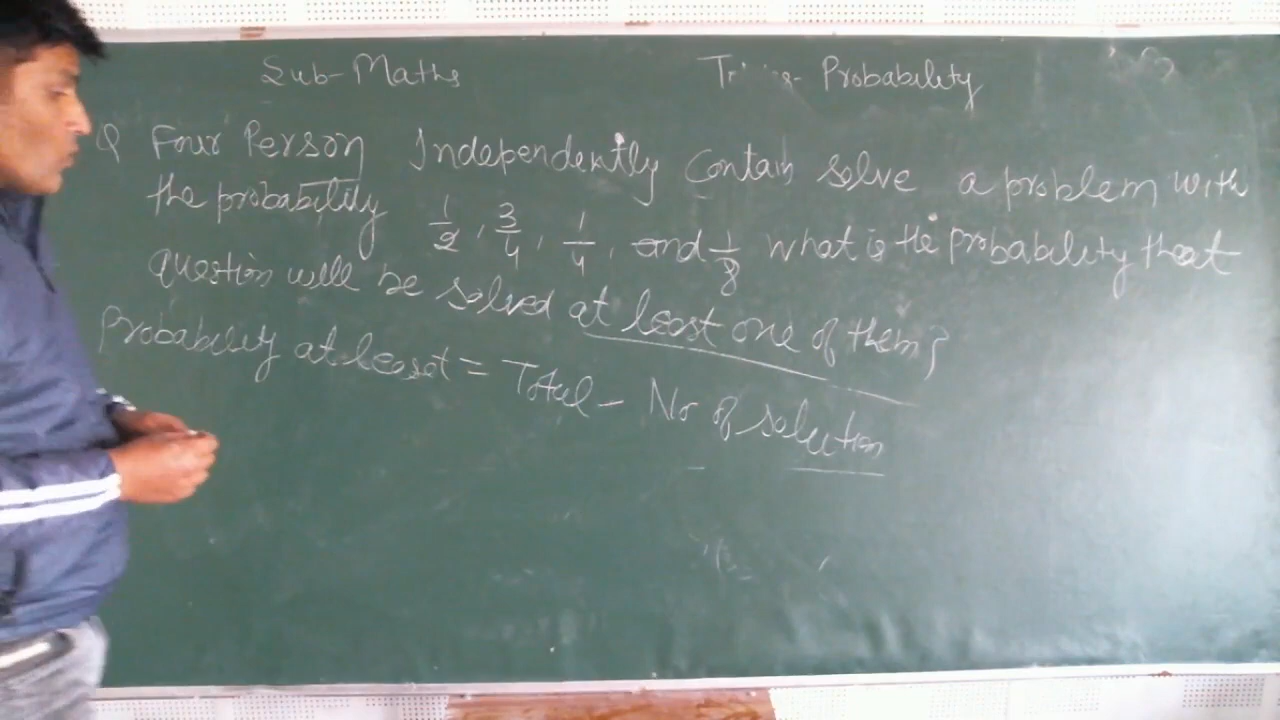 Sub-Maths
Probability
Q Four Person Independently Contain solve a problem with
the probability 1/2, 3/4, 1/4, and 1/8 what is the probability theat
question will be solved at least one of them?
Probability at least = Total - No of solution